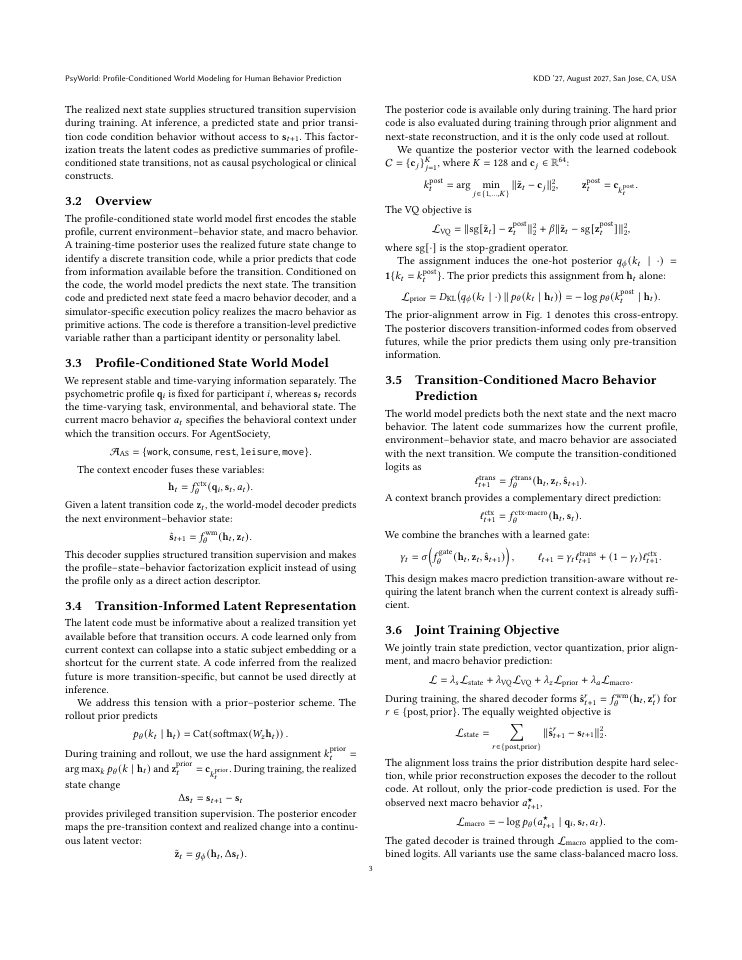 PsyWorld: Profile-Conditioned World Modeling for Human Behavior Prediction
KDD '27, August 2027, San Jose, CA, USA
The realized next state supplies structured transition supervision
during training. At inference, a predicted state and prior transi-
tion code condition behavior without access to s_{t+1}. This factor-
ization treats the latent codes as predictive summaries of profile-
conditioned state transitions, not as causal psychological or clinical
constructs.
3.2 Overview
The profile-conditioned state world model first encodes the stable
profile, current environment–behavior state, and macro behavior.
A training-time posterior uses the realized future state change to
identify a discrete transition code, while a prior predicts that code
from information available before the transition. Conditioned on
the code, the world model predicts the next state. The transition
code and predicted next state feed a macro behavior decoder, and a
simulator-specific execution policy realizes the macro behavior as
primitive actions. The code is therefore a transition-level predictive
variable rather than a participant identity or personality label.
3.3 Profile-Conditioned State World Model
We represent stable and time-varying information separately. The
psychometric profile q_i is fixed for participant i, whereas s_t records
the time-varying task, environmental, and behavioral state. The
current macro behavior a_t specifies the behavioral context under
which the transition occurs. For AgentSociety,
𝒜_AS = {work, consume, rest, leisure, move}.
The context encoder fuses these variables:
h_t = f_θ^ctx(q_i, s_t, a_t).
Given a latent transition code z_t, the world-model decoder predicts
the next environment–behavior state:
ŝ_{t+1} = f_θ^wm(h_t, z_t).
This decoder supplies structured transition supervision and makes
the profile–state–behavior factorization explicit instead of using
the profile only as a direct action descriptor.
3.4 Transition-Informed Latent Representation
The latent code must be informative about a realized transition yet
available before that transition occurs. A code learned only from
current context can collapse into a static subject embedding or a
shortcut for the current state. A code inferred from the realized
future is more transition-specific, but cannot be used directly at
inference.
We address this tension with a prior–posterior scheme. The
rollout prior predicts
p_θ(k_t | h_t) = Cat(softmax(W_z h_t)) .
During training and rollout, we use the hard assignment k_t^prior =
arg max_k p_θ(k | h_t) and z_t^prior = c_{k_t^prior}. During training, the realized
state change
Δs_t = s_{t+1} − s_t
provides privileged transition supervision. The posterior encoder
maps the pre-transition context and realized change into a continu-
ous latent vector:
z̃_t = g_ϕ(h_t, Δs_t).
The posterior code is available only during training. The hard prior
code is also evaluated during training through prior alignment and
next-state reconstruction, and it is the only code used at rollout.
We quantize the posterior vector with the learned codebook
C = {c_j}_{j=1}^K, where K = 128 and c_j ∈ ℝ^64:
k_t^post = arg min_{j∈{1,...,K}} ‖z̃_t − c_j‖_2^2, z_t^post = c_{k_t^post}.
The VQ objective is
ℒ_VQ = ‖sg[z̃_t] − z_t^post‖_2^2 + β‖z̃_t − sg[z_t^post]‖_2^2,
where sg[·] is the stop-gradient operator.
The assignment induces the one-hot posterior q_ϕ(k_t | ·) =
1{k_t = k_t^post}. The prior predicts this assignment from h_t alone:
ℒ_prior = D_KL(q_ϕ(k_t | ·) ‖ p_θ(k_t | h_t)) = − log p_θ(k_t^post | h_t).
The prior-alignment arrow in Fig. 1 denotes this cross-entropy.
The posterior discovers transition-informed codes from observed
futures, while the prior predicts them using only pre-transition
information.
3.5 Transition-Conditioned Macro Behavior
Prediction
The world model predicts both the next state and the next macro
behavior. The latent code summarizes how the current profile,
environment–behavior state, and macro behavior are associated
with the next transition. We compute the transition-conditioned
logits as
ℓ_{t+1}^trans = f_θ^trans(h_t, z_t, ŝ_{t+1}).
A context branch provides a complementary direct prediction:
ℓ_{t+1}^ctx = f_θ^ctx-macro(h_t, s_t).
We combine the branches with a learned gate:
γ_t = σ(f_θ^gate(h_t, z_t, ŝ_{t+1})), ℓ_{t+1} = γ_t ℓ_{t+1}^trans + (1 − γ_t)ℓ_{t+1}^ctx.
This design makes macro prediction transition-aware without re-
quiring the latent branch when the current context is already suffi-
cient.
3.6 Joint Training Objective
We jointly train state prediction, vector quantization, prior align-
ment, and macro behavior prediction:
ℒ = λ_s ℒ_state + λ_VQ ℒ_VQ + λ_z ℒ_prior + λ_a ℒ_macro.
During training, the shared decoder forms ŝ_{t+1}^r = f_θ^wm(h_t, z_t^r) for
r ∈ {post, prior}. The equally weighted objective is
ℒ_state = ∑_{r∈{post,prior}} ‖ŝ_{t+1}^r − s_{t+1}‖_2^2.
The alignment loss trains the prior distribution despite hard selec-
tion, while prior reconstruction exposes the decoder to the rollout
code. At rollout, only the prior-code prediction is used. For the
observed next macro behavior a_{t+1}^★,
ℒ_macro = − log p_θ(a_{t+1}^★ | q_i, s_t, a_t).
The gated decoder is trained through ℒ_macro applied to the com-
bined logits. All variants use the same class-balanced macro loss.
3